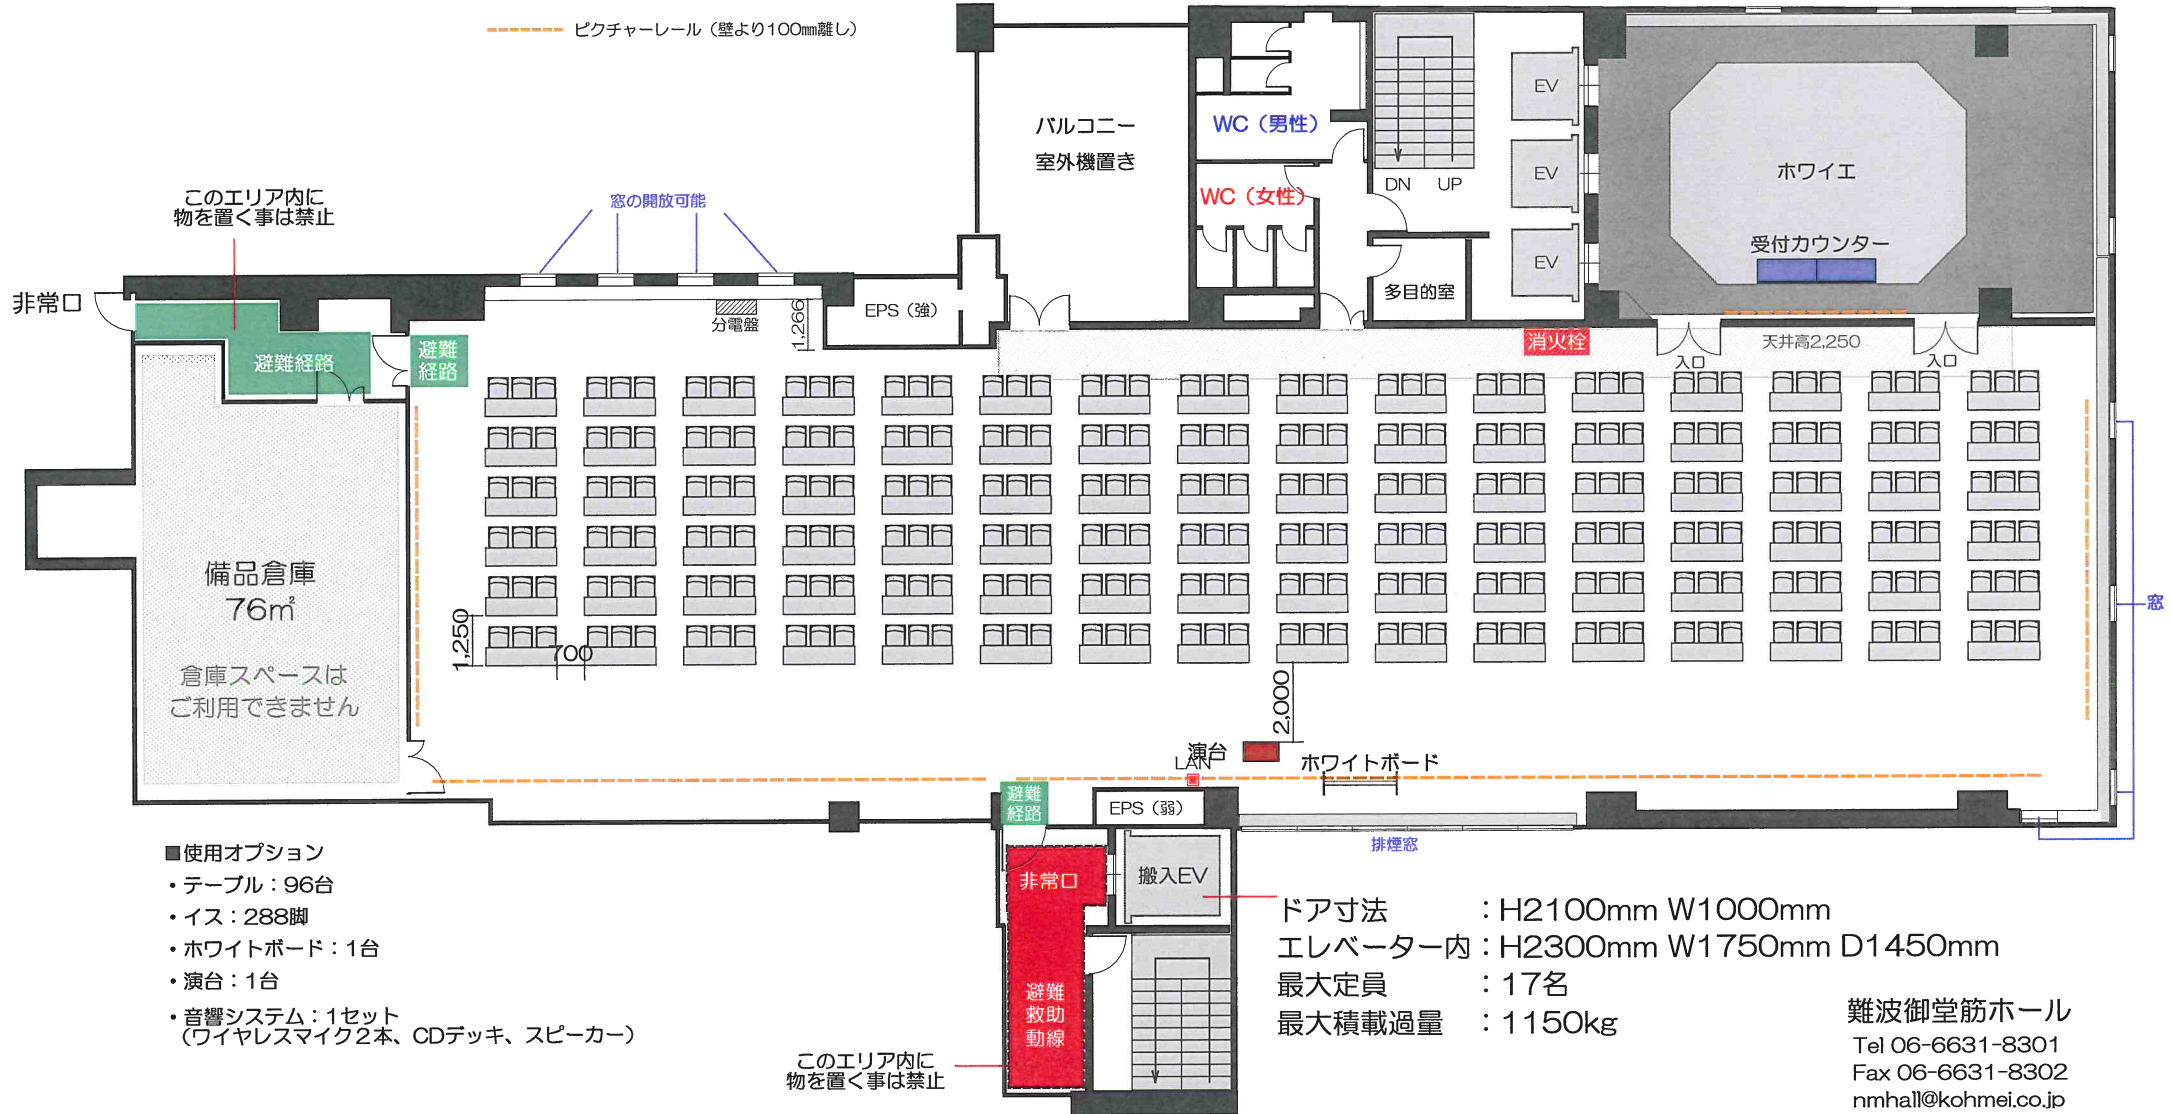 ピクチャーレール（壁より100㎜離し）
バルコニー
室外機置き
WC（男性）
WC（女性）
DN
UP
EV
EV
EV
ホワイエ
受付カウンター
このエリア内に
物を置く事は禁止
窓の開放可能
非常口
避難経路
避難
経路
分電盤
1,266
EPS（強）
多目的室
消火栓
入口
天井高2,250
入口
備品倉庫
76㎡
倉庫スペースは
ご利用できません
1,250
700
2,000
窓
演台
LAN
ホワイトボード
避難
経路
EPS（弱）
排煙窓
■使用オプション
・テーブル：96台
・イス：288脚
・ホワイトボード：1台
・演台：1台
・音響システム：1セット
（ワイヤレスマイク2本、CDデッキ、スピーカー）
非常口
搬入EV
避難
救助
動線
このエリア内に
物を置く事は禁止
ドア寸法　　　：H2100mm W1000mm
エレベーター内：H2300mm W1750mm D1450mm
最大定員　　　：17名
最大積載過量　：1150kg
難波御堂筋ホール
Tel 06-6631-8301
Fax 06-6631-8302
nmhall@kohmei.co.jp